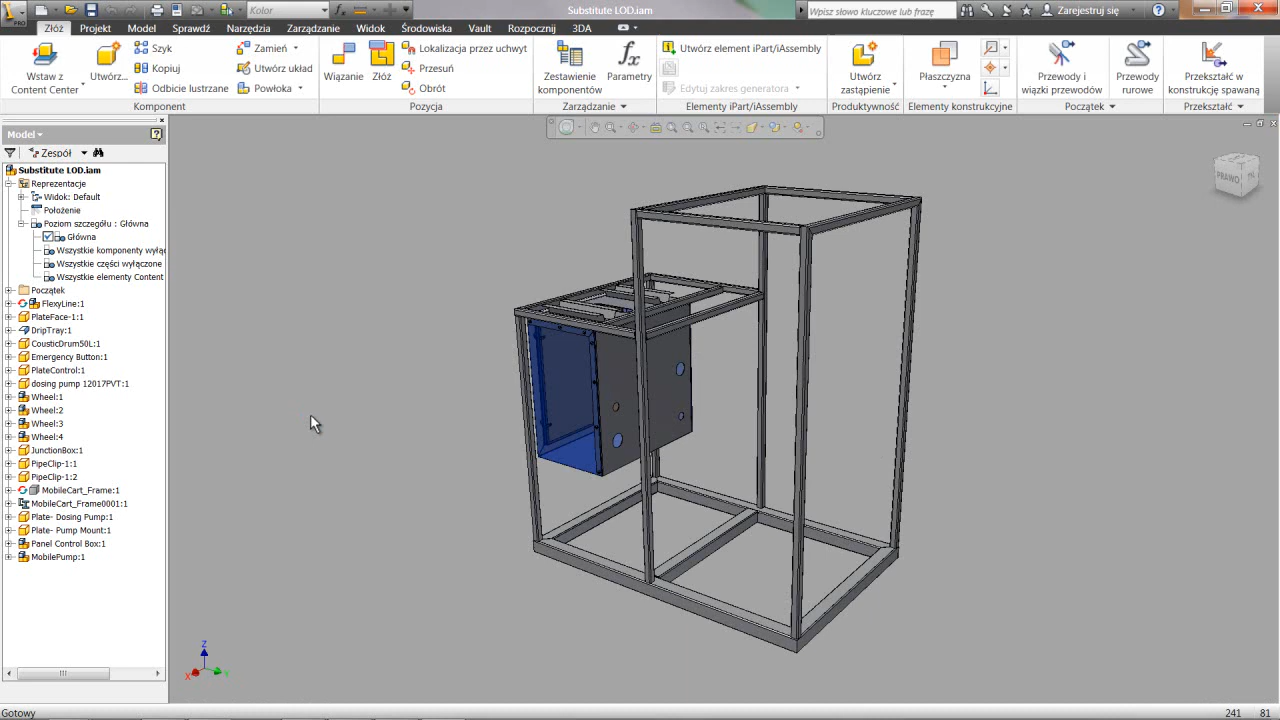 PRO
Kolor
Substitute LOD.iam
Wpisz słowo kluczowe lub frazę
Zarejestruj się
Złóż Projekt Model Sprawdź Narzędzia Zarządzanie Widok Środowiska Vault Rozpocznij 3DA
Wstaw z Content Center
Utwórz...
Szyk
Kopiuj
Odbicie lustrzane
Zamień
Utwórz układ
Powłoka
Wiązanie
Złóż
Lokalizacja przez uchwyt
Przesuń
Obrót
Zestawienie komponentów
Parametry
Utwórz element iPart/iAssembly
Edytuj zakres generatora
Utwórz zastąpienie
Płaszczyzna
Przewody i wiązki przewodów
Przewody rurowe
Przekształć w konstrukcję spawaną
Komponent Pozycja Zarządzanie Elementy iPart/iAssembly Produktywność Elementy konstrukcyjne Początek Przekształć
Model
Zespół
Substitute LOD.iam
Reprezentacje
Widok: Default
Położenie
Poziom szczegółu : Główna
Główna
Wszystkie komponenty wyłąc
Wszystkie części wyłączone
Wszystkie elementy Content
Początek
FlexyLine:1
PlateFace-1:1
DripTray:1
CousticDrum50L:1
Emergency Button:1
PlateControl:1
dosing pump 12017PVT:1
Wheel:1
Wheel:2
Wheel:3
Wheel:4
JunctionBox:1
PipeClip-1:1
PipeClip-1:2
MobileCart_Frame:1
MobileCart_Frame0001:1
Plate- Dosing Pump:1
Plate- Pump Mount:1
Panel Control Box:1
MobilePump:1
PRAWO
Z
X
Y
Gotowy
241 81